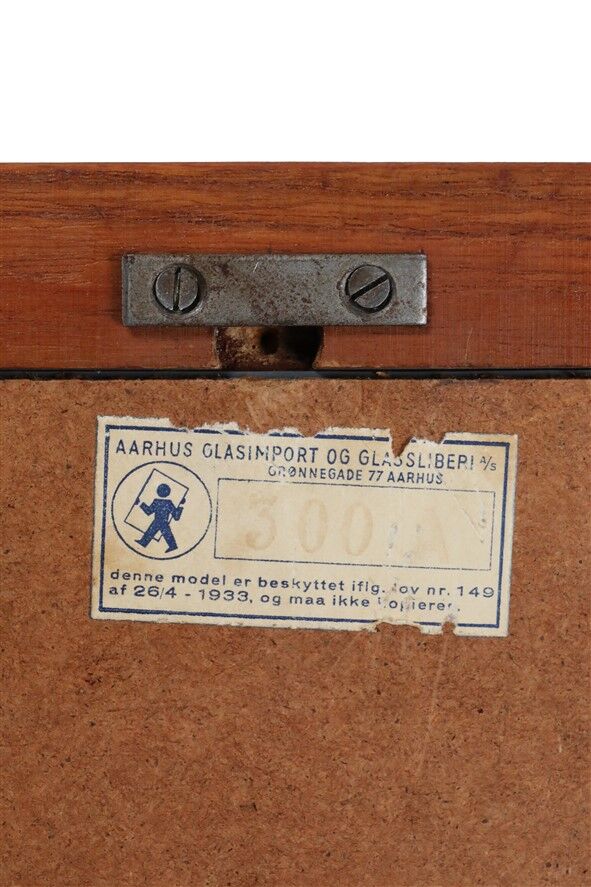 AARHUS GLASIMPORT OG GLASSLIBERI A/S
GRØNNEGADE 77 AARHUS
300 A
denne model er beskyttet iflg. lov nr. 149
af 26/4 - 1933, og maa ikke kopieres.